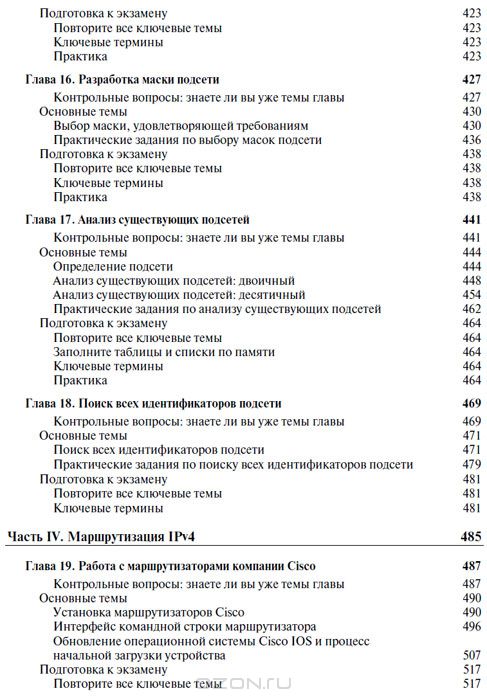 Подготовка к экзамену 423
Повторите все ключевые темы 423
Ключевые термины 423
Практика 423
Глава 16. Разработка маски подсети 427
Контрольные вопросы: знаете ли вы уже темы главы 427
Основные темы 430
Выбор маски, удовлетворяющей требованиям 430
Практические задания по выбору масок подсети 436
Подготовка к экзамену 438
Повторите все ключевые темы 438
Ключевые термины 438
Практика 438
Глава 17. Анализ существующих подсетей 441
Контрольные вопросы: знаете ли вы уже темы главы 441
Основные темы 444
Определение подсети 444
Анализ существующих подсетей: двоичный 448
Анализ существующих подсетей: десятичный 454
Практические задания по анализу существующих подсетей 462
Подготовка к экзамену 464
Повторите все ключевые темы 464
Заполните таблицы и списки по памяти 464
Ключевые термины 464
Практика 464
Глава 18. Поиск всех идентификаторов подсети 469
Контрольные вопросы: знаете ли вы уже темы главы 469
Основные темы 471
Поиск всех идентификаторов подсети 471
Практические задания по поиску всех идентификаторов подсети 479
Подготовка к экзамену 481
Повторите все ключевые темы 481
Ключевые термины 481
Часть IV. Маршрутизация IPv4 485
Глава 19. Работа с маршрутизаторами компании Cisco 487
Контрольные вопросы: знаете ли вы уже темы главы 487
Основные темы 490
Установка маршрутизаторов Cisco 490
Интерфейс командной строки маршрутизатора 496
Обновление операционной системы Cisco IOS и процесс
начальной загрузки устройства 507
Подготовка к экзамену 517
Повторите все ключевые темы 517
ozon.ru